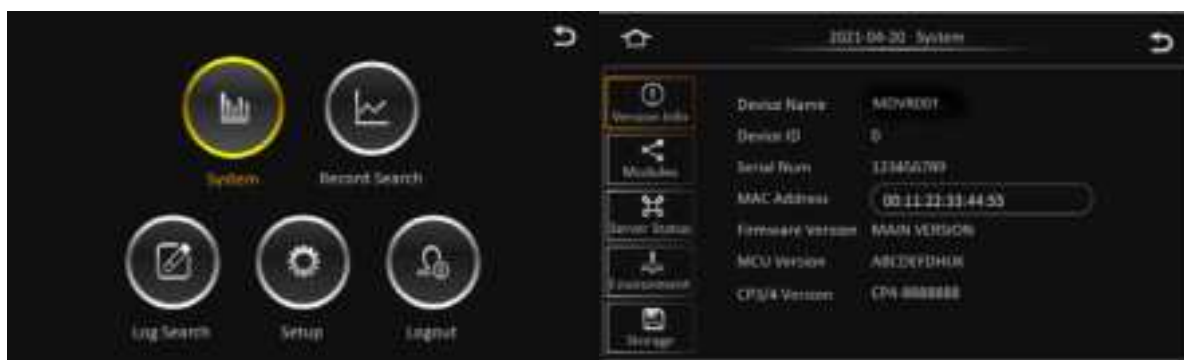 System
Record Search
Log Search
Setup
Logout
2021-04-20 System
Version Info
Modules
Server Status
Environment
Storage
Device Name MDVR001
Device ID 0
Serial Num 123456789
MAC Address 00:11:22:33:44:55
Firmware Version MAIN VERSION
MCU Version
CP3/4 Version CP4-8888888